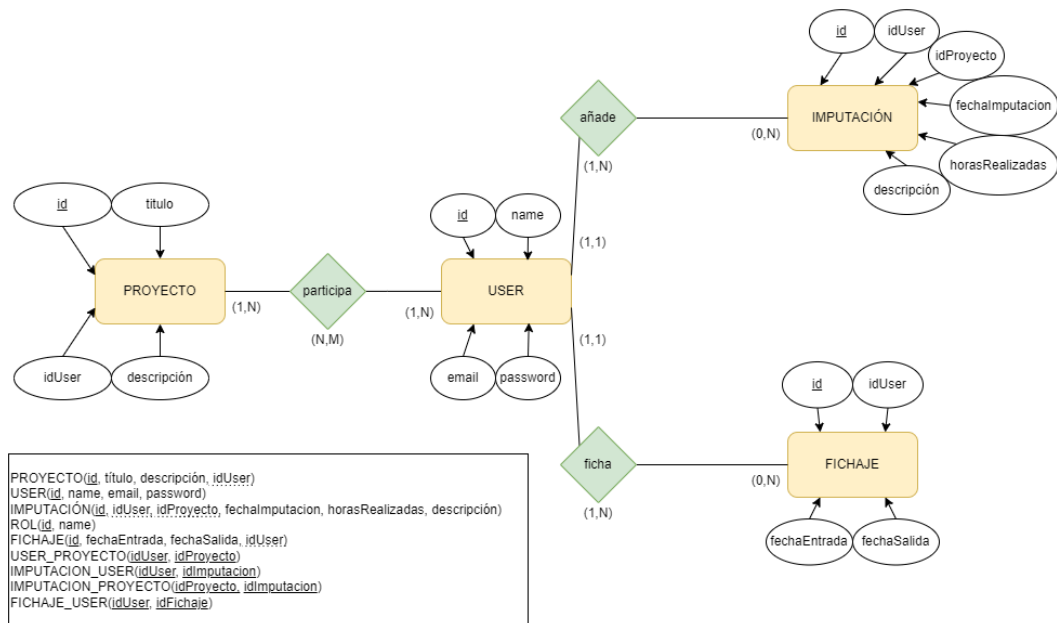 id
idUser
idProyecto
fechaImputacion
horasRealizadas
descripción
IMPUTACIÓN
añade
(0,N)
(1,N)
id
titulo
PROYECTO
idUser
descripción
(1,N)
participa
(N,M)
(1,N)
id
name
USER
email
password
(1,1)
(1,1)
ficha
(1,N)
(0,N)
id
idUser
FICHAJE
fechaEntrada
fechaSalida
PROYECTO(id, título, descripción, idUser)
USER(id, name, email, password)
IMPUTACIÓN(id, idUser, idProyecto, fechaImputacion, horasRealizadas, descripción)
ROL(id, name)
FICHAJE(id, fechaEntrada, fechaSalida, idUser)
USER_PROYECTO(idUser, idProyecto)
IMPUTACION_USER(idUser, idImputacion)
IMPUTACION_PROYECTO(idProyecto, idImputacion)
FICHAJE_USER(idUser, idFichaje)